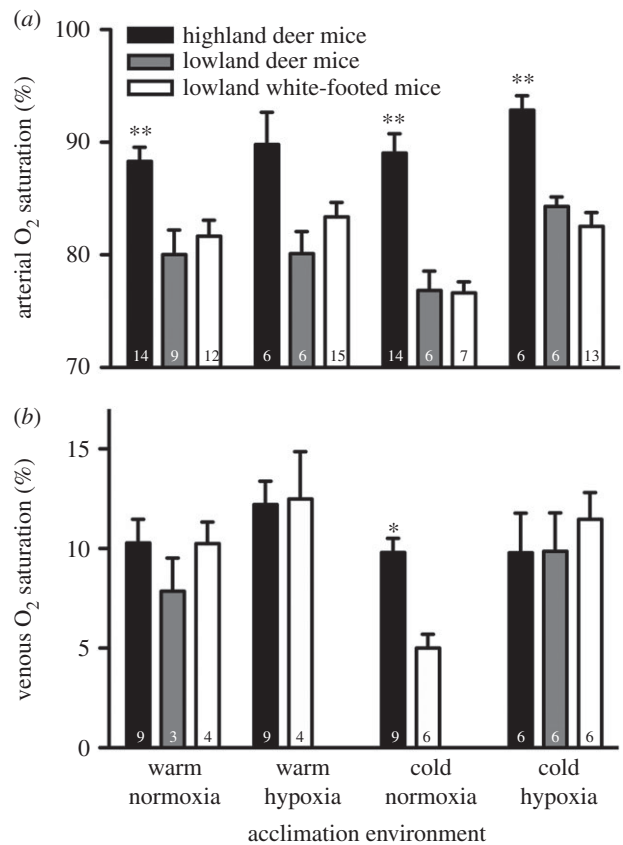 (a)
100
90
80
70
arterial O2 saturation (%)
highland deer mice
lowland deer mice
lowland white-footed mice
** ** **
14 9 12 6 6 15 14 6 7 6 6 13
(b)
15
10
5
0
venous O2 saturation (%)
*
9 3 4 9 4 9 6 6 6 6
warm warm cold cold
normoxia hypoxia normoxia hypoxia
acclimation environment